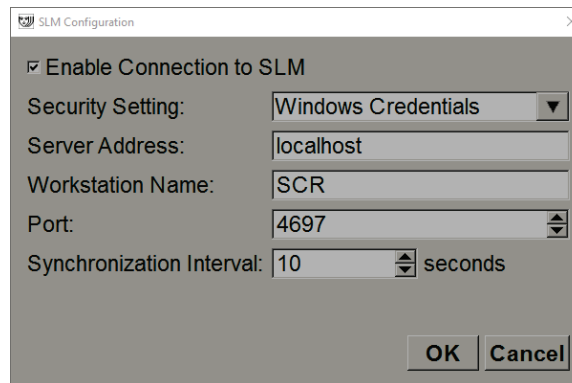 SLM Configuration
Enable Connection to SLM
Security Setting: Windows Credentials
Server Address: localhost
Workstation Name: SCR
Port: 4697
Synchronization Interval: 10 seconds
OK Cancel